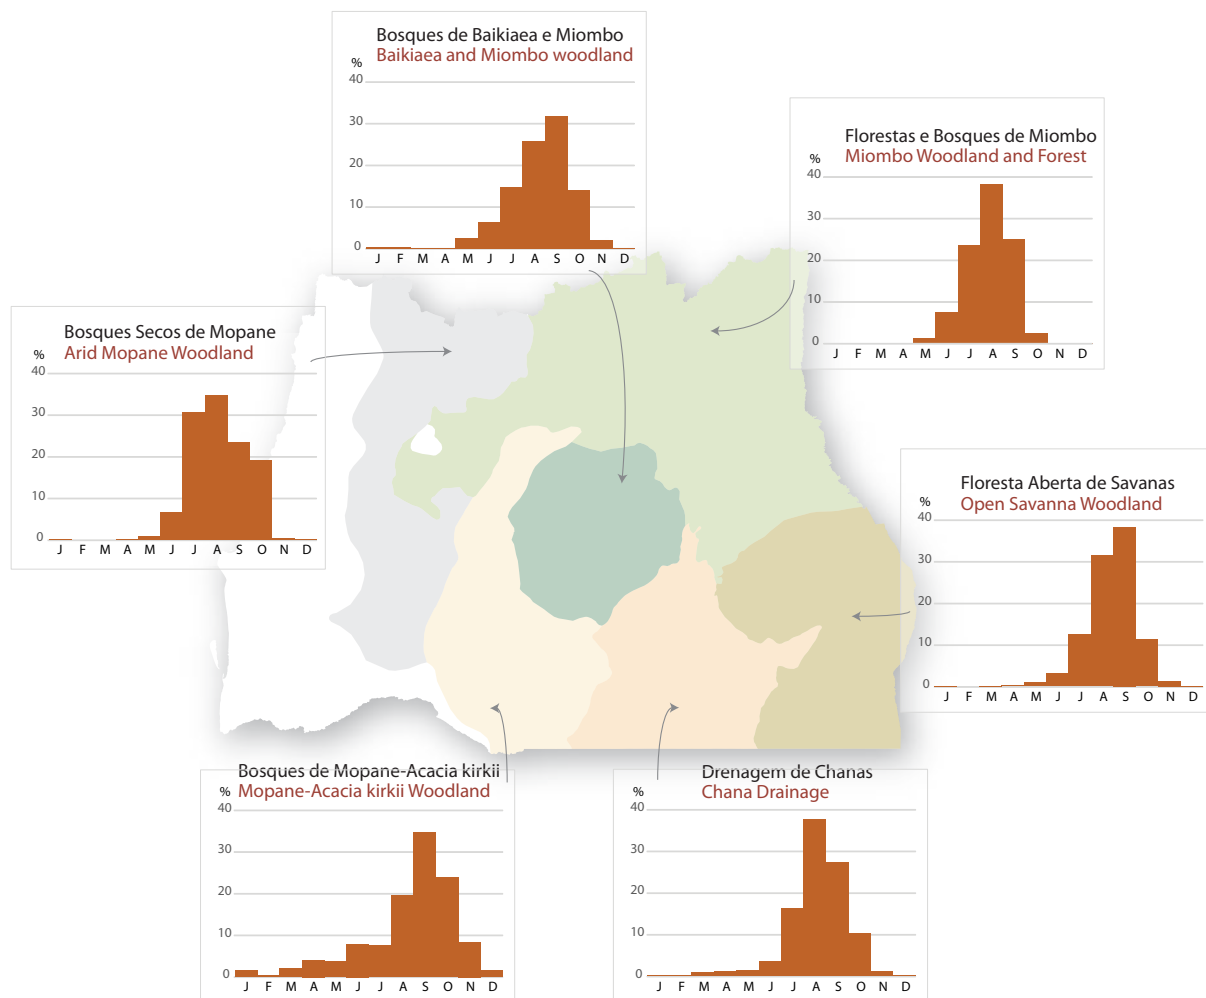 Bosques de Baikiaea e Miombo
Baikiaea and Miombo woodland
%
40
30
20
10
0
J F M A M J J A S O N D
Florestas e Bosques de Miombo
Miombo Woodland and Forest
%
40
30
20
10
0
J F M A M J J A S O N D
Bosques Secos de Mopane
Arid Mopane Woodland
%
40
30
20
10
0
J F M A M J J A S O N D
Floresta Aberta de Savanas
Open Savanna Woodland
%
40
30
20
10
0
J F M A M J J A S O N D
Bosques de Mopane-Acacia kirkii
Mopane-Acacia kirkii Woodland
%
40
30
20
10
0
J F M A M J J A S O N D
Drenagem de Chanas
Chana Drainage
%
40
30
20
10
0
J F M A M J J A S O N D